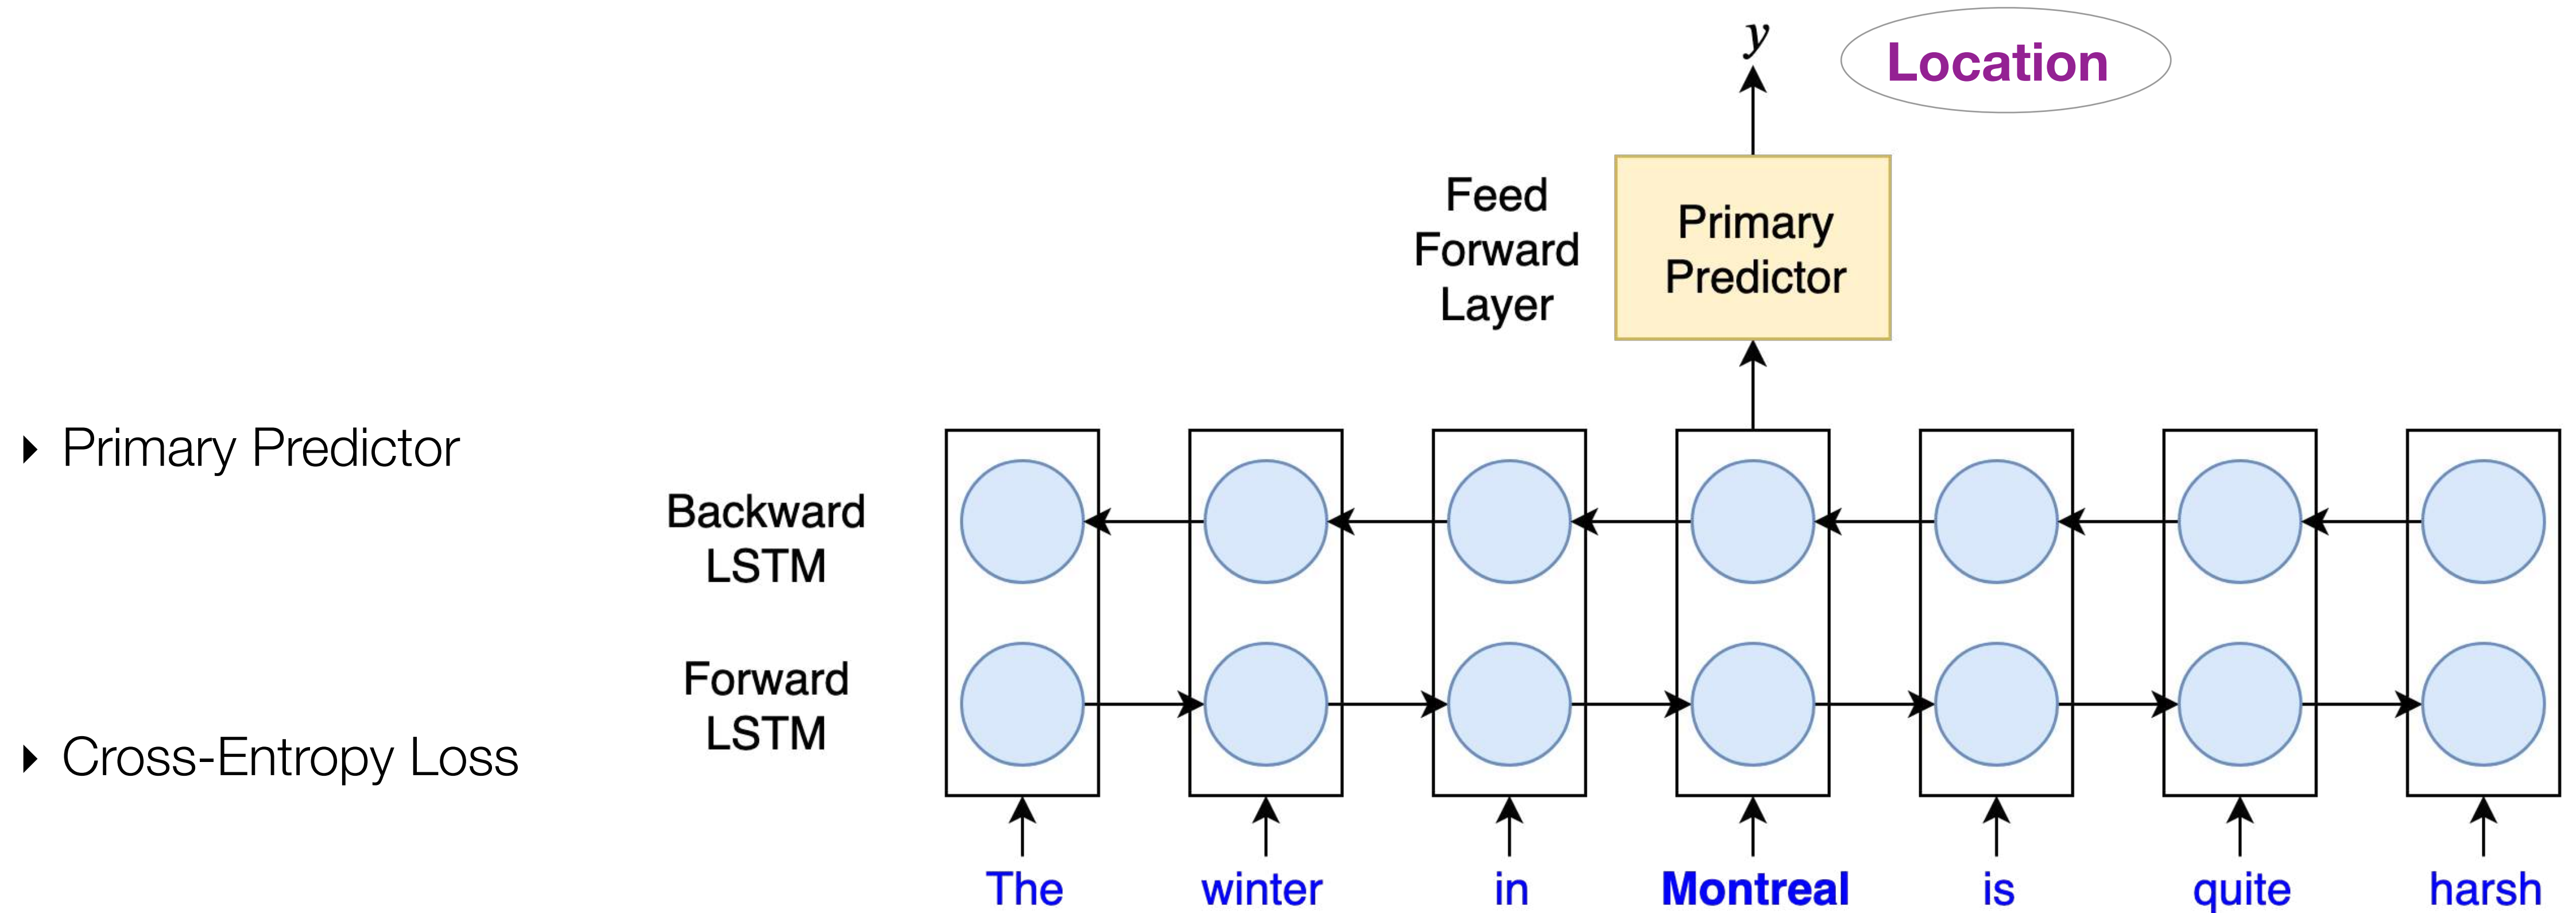 y
Location
Feed
Forward
Layer
Primary
Predictor
▸ Primary Predictor
Backward
LSTM
Forward
LSTM
▸ Cross-Entropy Loss
The winter in Montreal is quite harsh